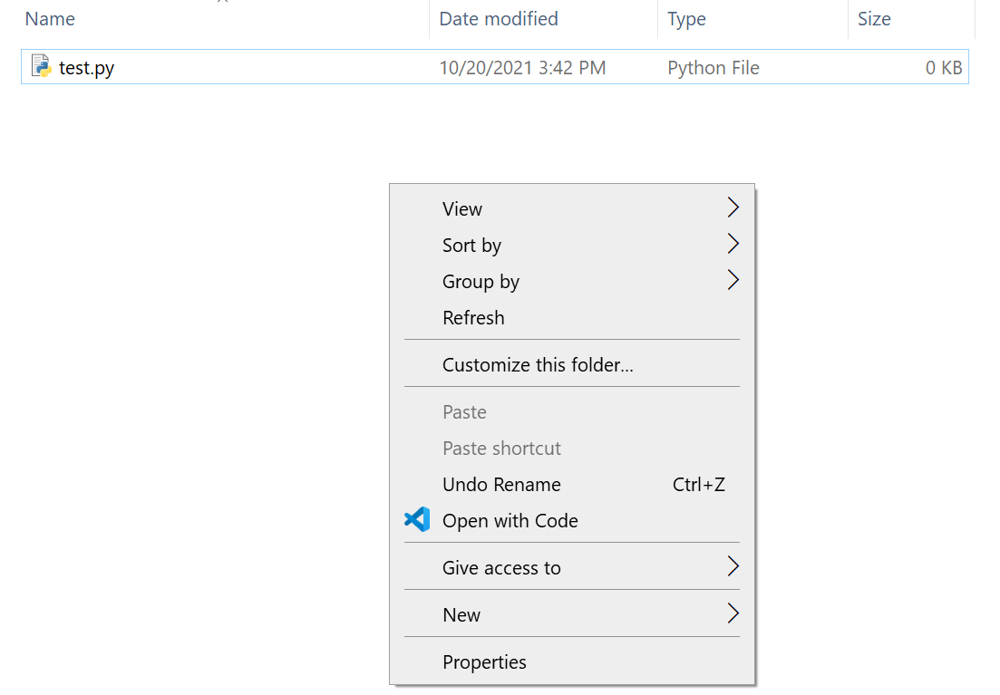 Name Date modified Type Size
test.py 10/20/2021 3:42 PM Python File 0 KB
View
Sort by
Group by
Refresh
Customize this folder...
Paste
Paste shortcut
Undo Rename Ctrl+Z
Open with Code
Give access to
New
Properties